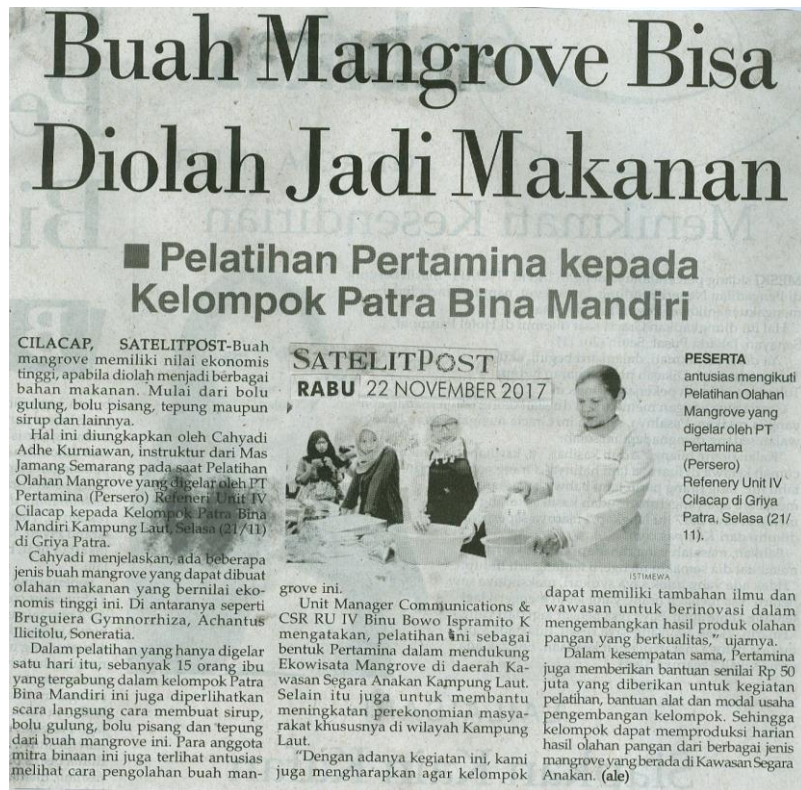 Buah Mangrove Bisa
Diolah Jadi Makanan
■ Pelatihan Pertamina kepada
Kelompok Patra Bina Mandiri
CILACAP, SATELITPOST-Buah
mangrove memiliki nilai ekonomis
tinggi, apabila diolah menjadi berbagai
bahan makanan. Mulai dari bolu
gulung, bolu pisang, tepung maupun
sirup dan lainnya.
Hal ini diungkapkan oleh Cahyadi
Adhe Kurniawan, instruktur dari Mas
Jamang Semarang pada saat Pelatihan
Olahan Mangrove yang digelar oleh PT
Pertamina (Persero) Refeneri Unit IV
Cilacap kepada Kelompok Patra Bina
Mandiri Kampung Laut, Selasa (21/11)
di Griya Patra.
Cahyadi menjelaskan, ada beberapa
jenis buah mangrove yang dapat dibuat
olahan makanan yang bernilai eko-
nomis tinggi ini. Di antaranya seperti
Bruguiera Gymnorrhiza, Achantus
Ilicitolu, Soneratia.
Dalam pelatihan yang hanya digelar
satu hari itu, sebanyak 15 orang ibu
yang tergabung dalam kelompok Patra
Bina Mandiri ini juga diperlihatkan
scara langsung cara membuat sirup,
bolu gulung, bolu pisang dan tepung
dari buah mangrove ini. Para anggota
mitra binaan ini juga terlihat antusias
melihat cara pengolahan buah man-
SATELITPOST
RABU 22 NOVEMBER 2017
PESERTA
antusias mengikuti
Pelatihan Olahan
Mangrove yang
digelar oleh PT
Pertamina
(Persero)
Refenery Unit IV
Cilacap di Griya
Patra, Selasa (21/
11).
ISTIMEWA
grove ini.
Unit Manager Communications &
CSR RU IV Binu Bowo Ispramito K
mengatakan, pelatihan ini sebagai
bentuk Pertamina dalam mendukung
Ekowisata Mangrove di daerah Ka-
wasan Segara Anakan Kampung Laut.
Selain itu juga untuk membantu
meningkatan perekonomian masya-
rakat khususnya di wilayah Kampung
Laut.
"Dengan adanya kegiatan ini, kami
juga mengharapkan agar kelompok
dapat memiliki tambahan ilmu dan
wawasan untuk berinovasi dalam
mengembangkan hasil produk olahan
pangan yang berkualitas," ujarnya.
Dalam kesempatan sama, Pertamina
juga memberikan bantuan senilai Rp 50
juta yang diberikan untuk kegiatan
pelatihan, bantuan alat dan modal usaha
pengembangan kelompok. Sehingga
kelompok dapat memproduksi harian
hasil olahan pangan dari berbagai jenis
mangrove yang berada di Kawasan Segara
Anakan. (ale)